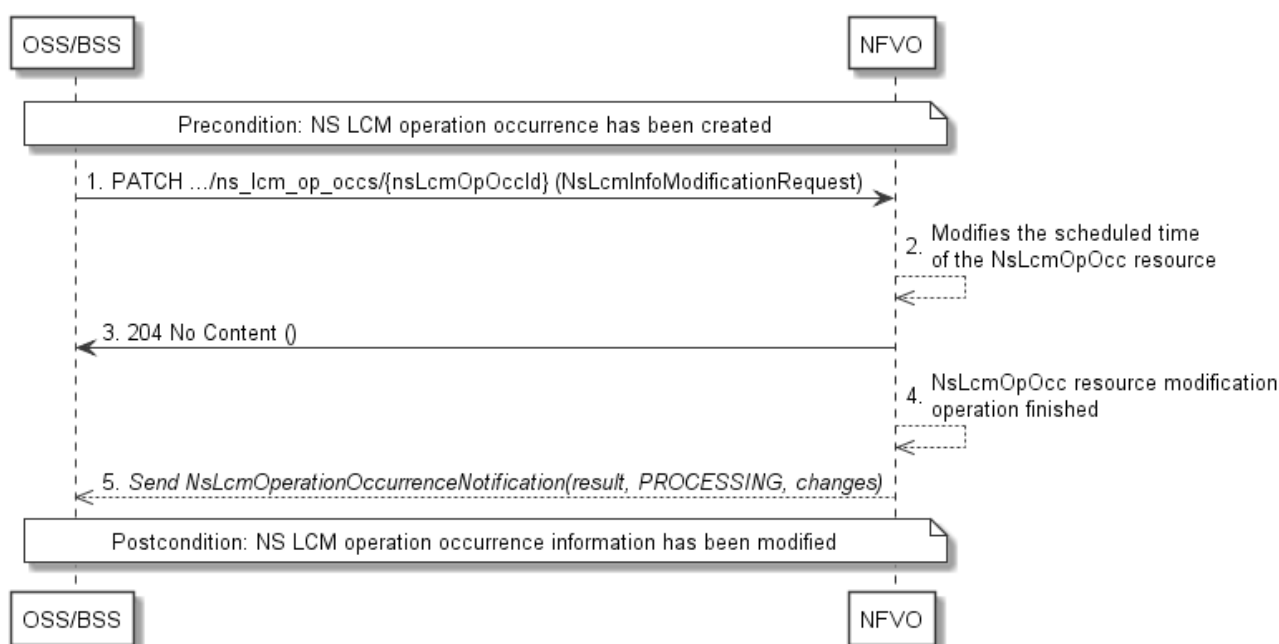 OSS/BSS
NFVO
Precondition: NS LCM operation occurrence has been created
1. PATCH .../ns_lcm_op_occs/{nsLcmOpOccId} (NsLcmInfoModificationRequest)
2. Modifies the scheduled time
of the NsLcmOpOcc resource
3. 204 No Content ()
4. NsLcmOpOcc resource modification
operation finished
5. Send NsLcmOperationOccurrenceNotification(result, PROCESSING, changes)
Postcondition: NS LCM operation occurrence information has been modified
OSS/BSS
NFVO